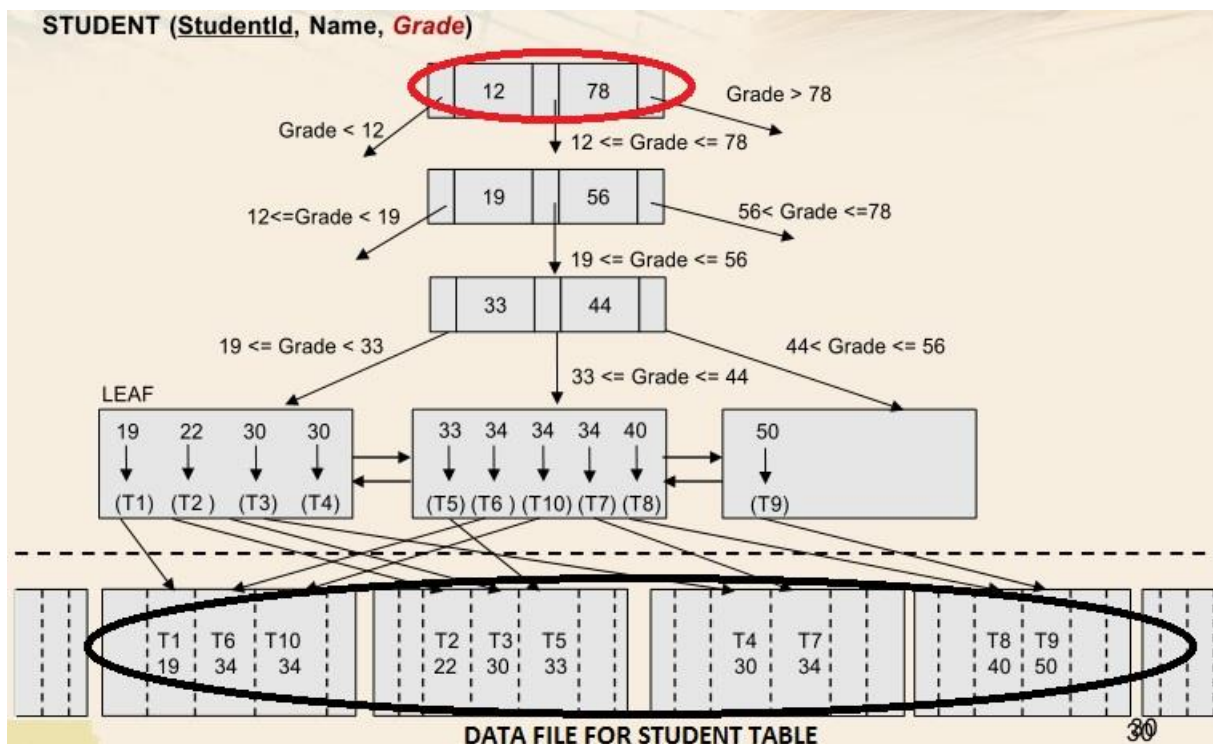 STUDENT (StudentId, Name, Grade)
12 78
Grade > 78
Grade < 12
12 <= Grade <= 78
19 56
12<=Grade < 19
56< Grade <=78
19 <= Grade <= 56
33 44
19 <= Grade < 33
44< Grade <= 56
33 <= Grade <= 44
LEAF
19 22 30 30
33 34 34 34 40
50
(T1) (T2 ) (T3) (T4)
(T5) (T6 ) (T10) (T7) (T8)
(T9)
T1 T6 T10
19 34 34
T2 T3 T5
22 30 33
T4 T7
30 34
T8 T9
40 50
DATA FILE FOR STUDENT TABLE